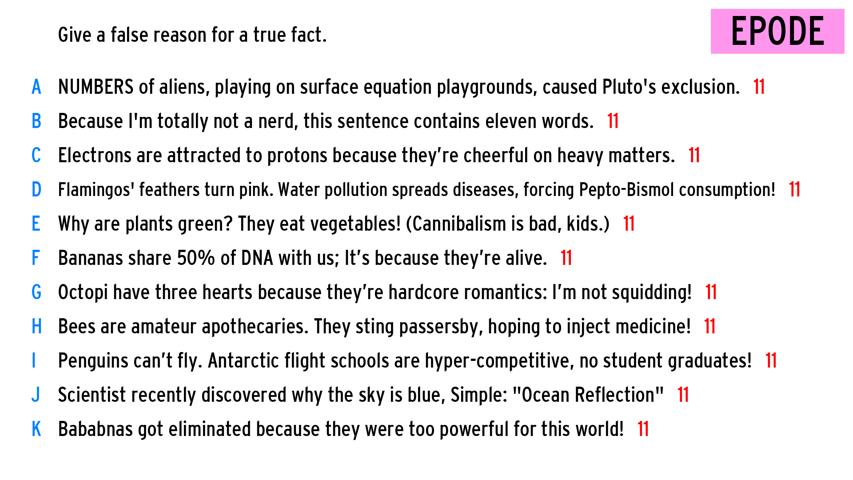 Give a false reason for a true fact.
EPODE
A NUMBERS of aliens, playing on surface equation playgrounds, caused Pluto's exclusion. 11
B Because I'm totally not a nerd, this sentence contains eleven words. 11
C Electrons are attracted to protons because they’re cheerful on heavy matters. 11
D Flamingos' feathers turn pink. Water pollution spreads diseases, forcing Pepto-Bismol consumption! 11
E Why are plants green? They eat vegetables! (Cannibalism is bad, kids.) 11
F Bananas share 50% of DNA with us; It’s because they’re alive. 11
G Octopi have three hearts because they’re hardcore romantics: I’m not squidding! 11
H Bees are amateur apothecaries. They sting passersby, hoping to inject medicine! 11
I Penguins can’t fly. Antarctic flight schools are hyper-competitive, no student graduates! 11
J Scientist recently discovered why the sky is blue, Simple: "Ocean Reflection" 11
K Bababnas got eliminated because they were too powerful for this world! 11